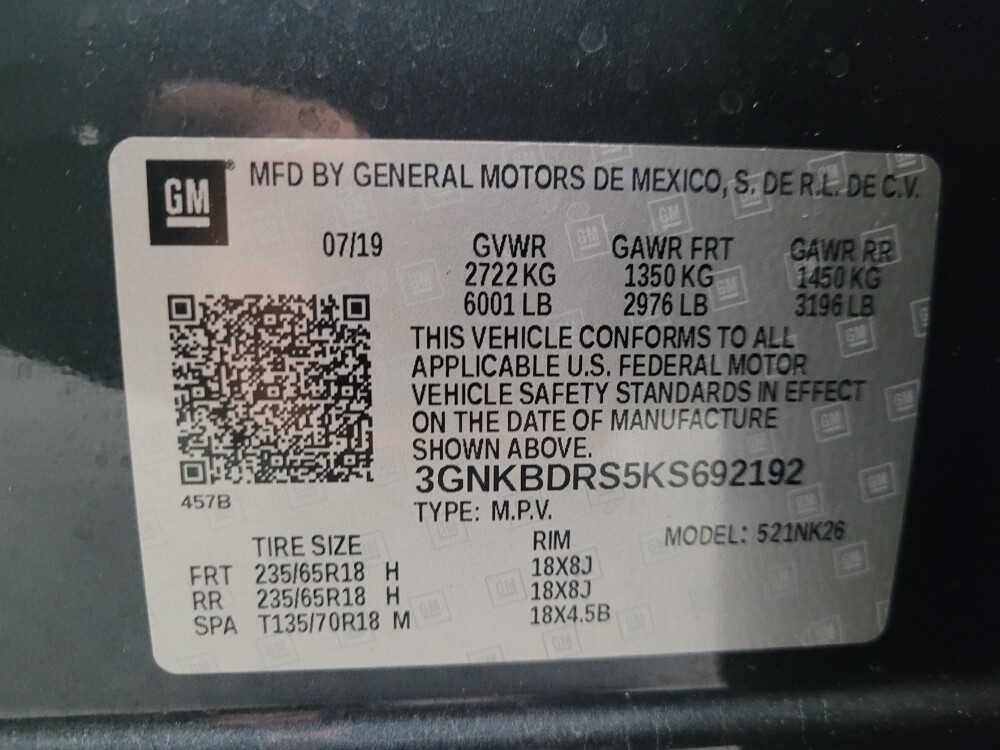 GM® MFD BY GENERAL MOTORS DE MEXICO, S. DE R.L. DE C.V.
07/19 GVWR GAWR FRT GAWR RR
2722 KG 1350 KG 1450 KG
6001 LB 2976 LB 3196 LB
THIS VEHICLE CONFORMS TO ALL
APPLICABLE U.S. FEDERAL MOTOR
VEHICLE SAFETY STANDARDS IN EFFECT
ON THE DATE OF MANUFACTURE
SHOWN ABOVE.
3GNKBDRS5KS692192
457B
TYPE: M.P.V.
MODEL: 521NK26
TIRE SIZE RIM
FRT 235/65R18 H 18X8J
RR 235/65R18 H 18X8J
SPA T135/70R18 M 18X4.5B